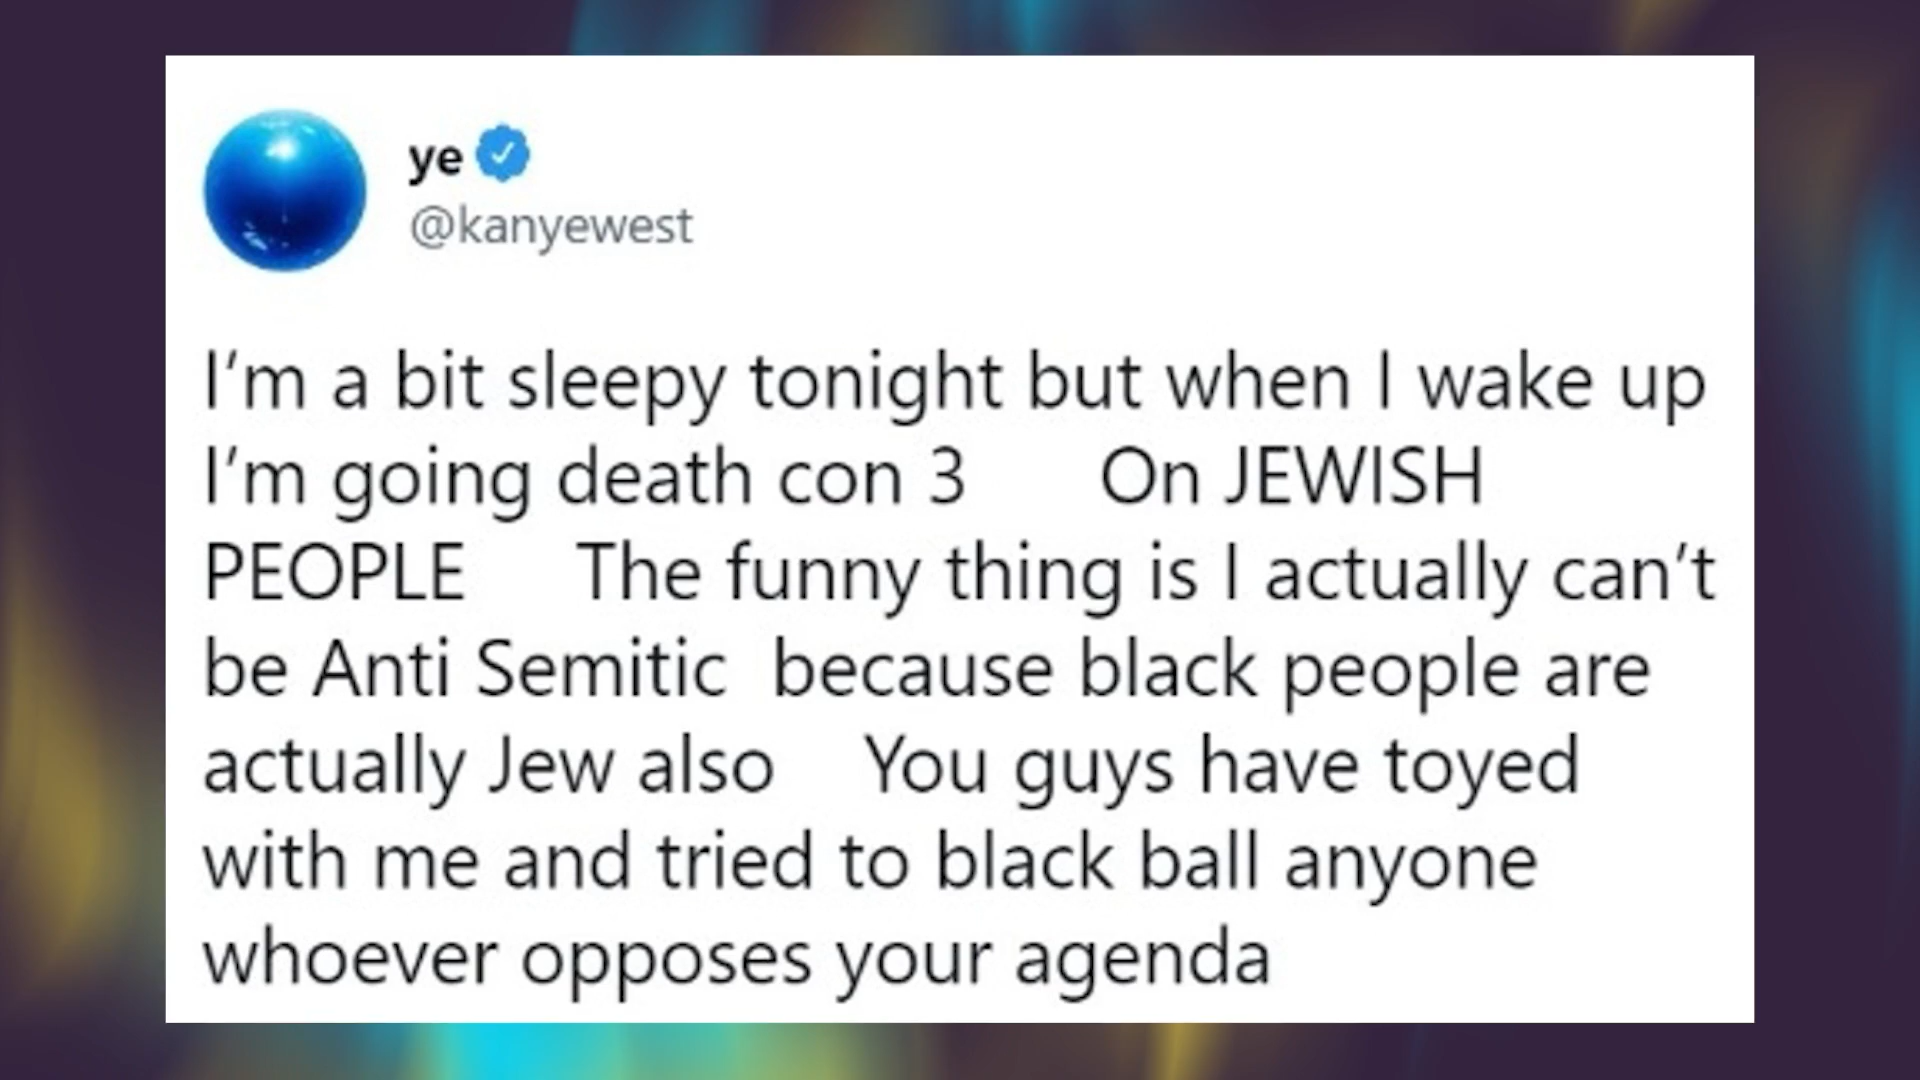 ye
@kanyewest
I’m a bit sleepy tonight but when I wake up
I’m going death con 3 On JEWISH
PEOPLE The funny thing is I actually can’t
be Anti Semitic because black people are
actually Jew also You guys have toyed
with me and tried to black ball anyone
whoever opposes your agenda